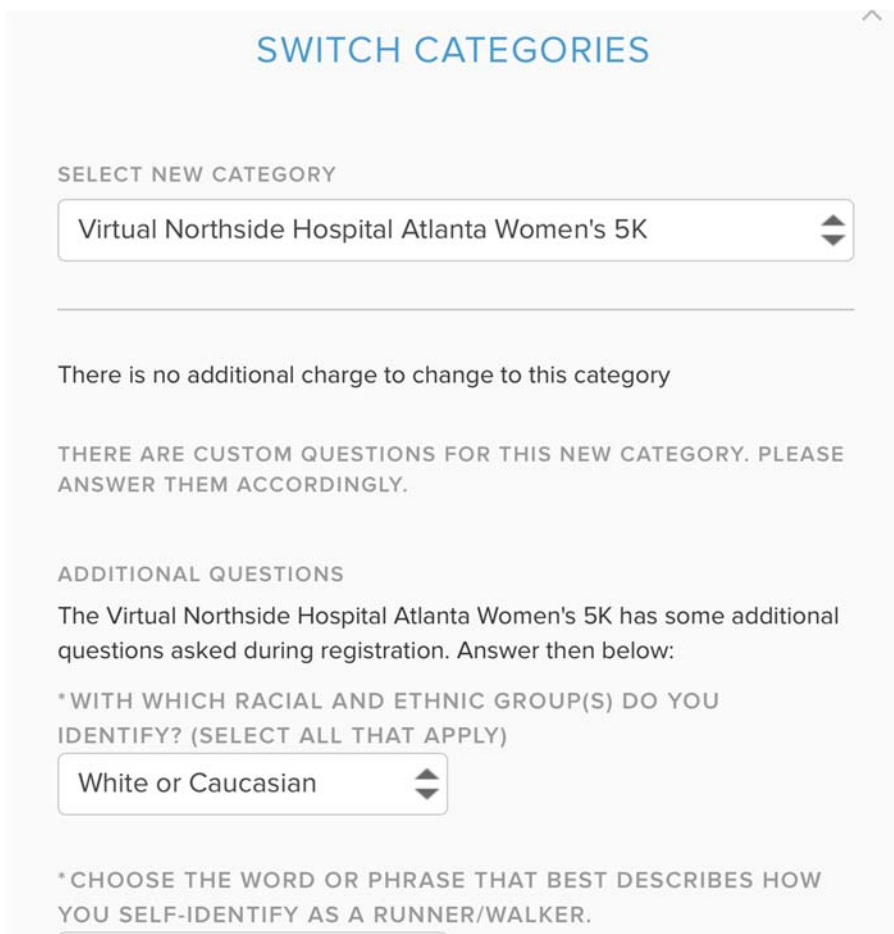 SWITCH CATEGORIES
SELECT NEW CATEGORY
Virtual Northside Hospital Atlanta Women's 5K
There is no additional charge to change to this category
THERE ARE CUSTOM QUESTIONS FOR THIS NEW CATEGORY. PLEASE
ANSWER THEM ACCORDINGLY.
ADDITIONAL QUESTIONS
The Virtual Northside Hospital Atlanta Women's 5K has some additional
questions asked during registration. Answer then below:
*WITH WHICH RACIAL AND ETHNIC GROUP(S) DO YOU
IDENTIFY? (SELECT ALL THAT APPLY)
White or Caucasian
*CHOOSE THE WORD OR PHRASE THAT BEST DESCRIBES HOW
YOU SELF-IDENTIFY AS A RUNNER/WALKER.